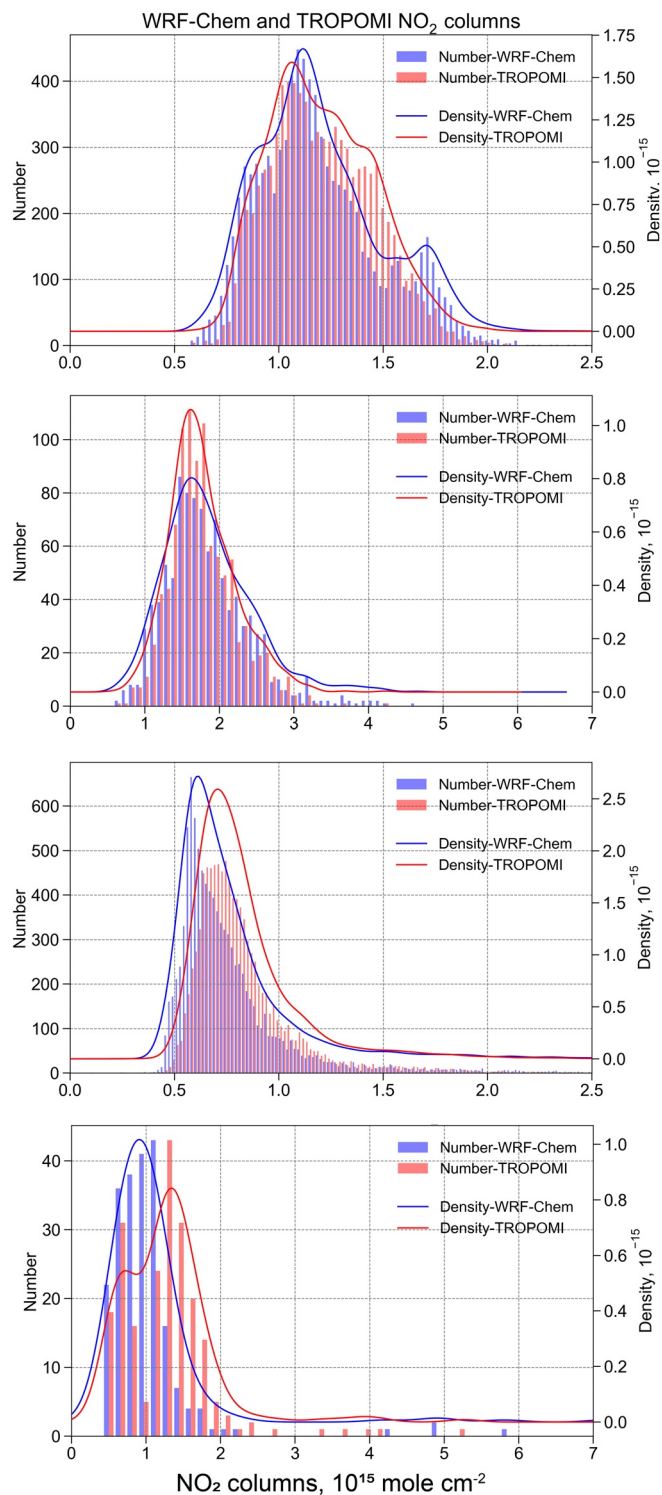 WRF-Chem and TROPOMI NO₂ columns
Number-WRF-Chem
Number-TROPOMI
Density-WRF-Chem
Density-TROPOMI
Number
400
300
200
100
0
Density. 10⁻¹⁵
1.75
1.50
1.25
1.00
0.75
0.50
0.25
0.00
0.0 0.5 1.0 1.5 2.0 2.5
Number-WRF-Chem
Number-TROPOMI
Density-WRF-Chem
Density-TROPOMI
Number
100
80
60
40
20
0
Density, 10⁻¹⁵
1.0
0.8
0.6
0.4
0.2
0.0
0 1 2 3 4 5 6 7
Number-WRF-Chem
Number-TROPOMI
Density-WRF-Chem
Density-TROPOMI
Number
600
500
400
300
200
100
0
Density, 10⁻¹⁵
2.5
2.0
1.5
1.0
0.5
0.0
0.0 0.5 1.0 1.5 2.0 2.5
Number-WRF-Chem
Number-TROPOMI
Density-WRF-Chem
Density-TROPOMI
Number
40
30
20
10
0
Density, 10⁻¹⁵
1.0
0.8
0.6
0.4
0.2
0.0
0 1 2 3 4 5 6 7
NO₂ columns, 10¹⁵ mole cm⁻²